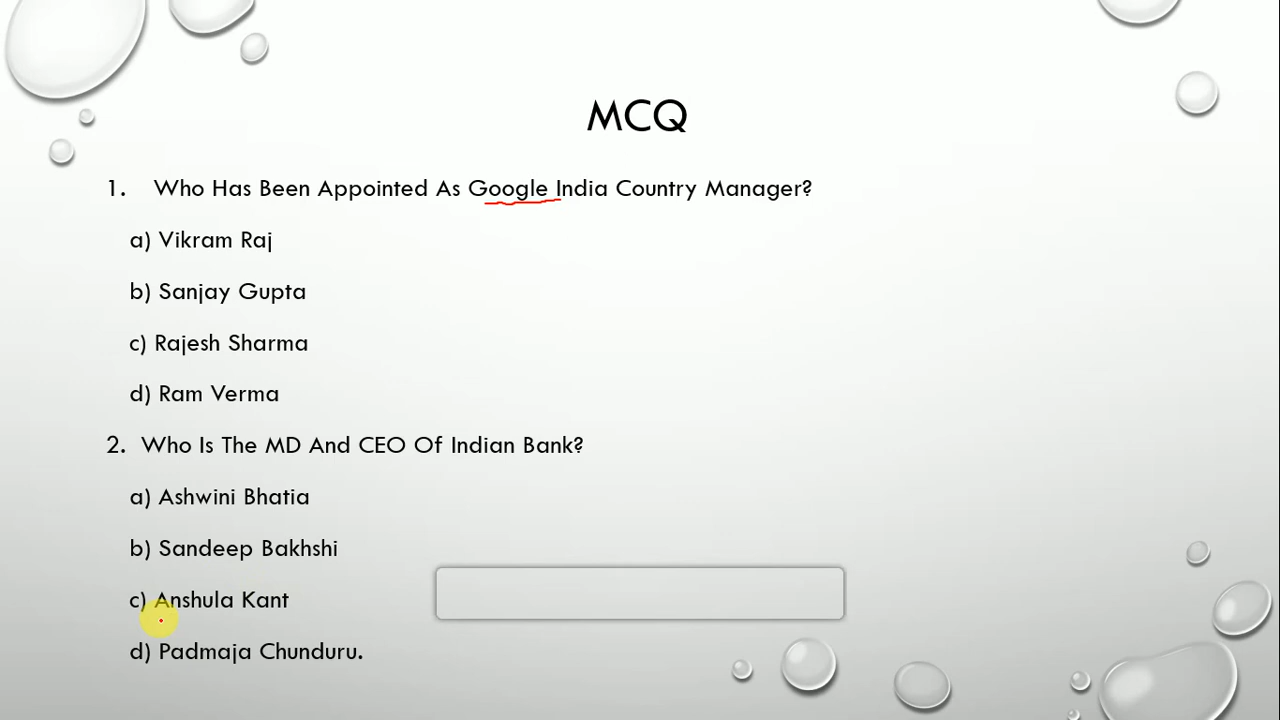 MCQ
1. Who Has Been Appointed As Google India Country Manager?
a) Vikram Raj
b) Sanjay Gupta
c) Rajesh Sharma
d) Ram Verma
2. Who Is The MD And CEO Of Indian Bank?
a) Ashwini Bhatia
b) Sandeep Bakhshi
c) Anshula Kant
d) Padmaja Chunduru.